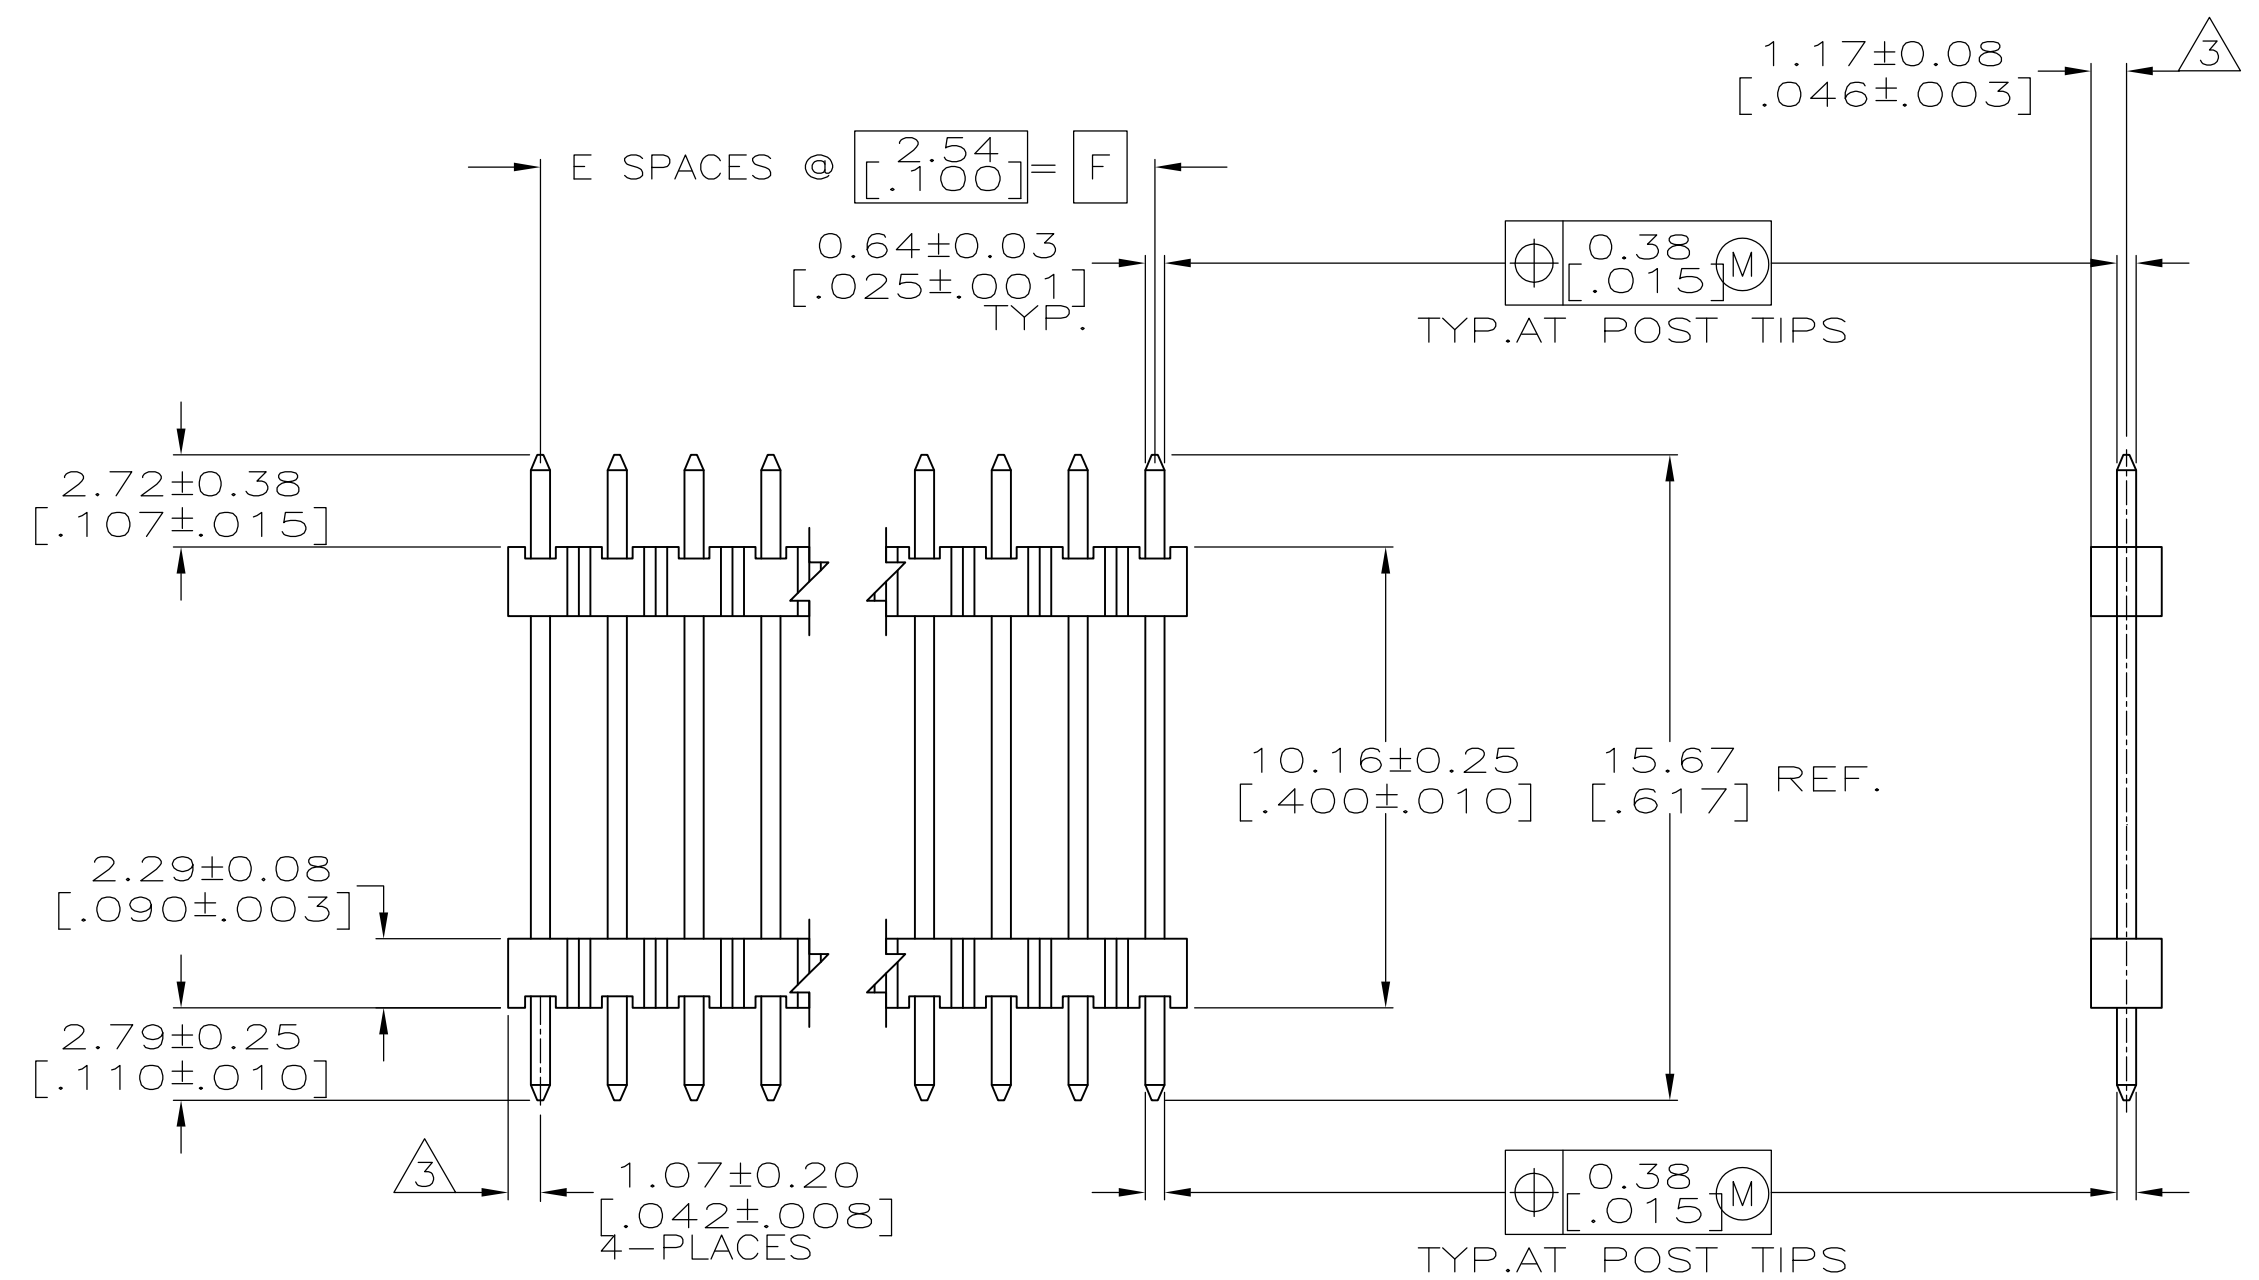 1.17±0.08
[.046±.003]
3
E SPACES @ 2.54 = F
[.100]
0.64±0.03
[.025±.001]
TYP.
0.38 M
[.015]
TYP.AT POST TIPS
2.72±0.38
[.107±.015]
10.16±0.25
[.400±.010]
15.67
[.617] REF.
2.29±0.08
[.090±.003]
2.79±0.25
[.110±.010]
3
1.07±0.20
[.042±.008]
4-PLACES
0.38 M
[.015]
TYP.AT POST TIPS